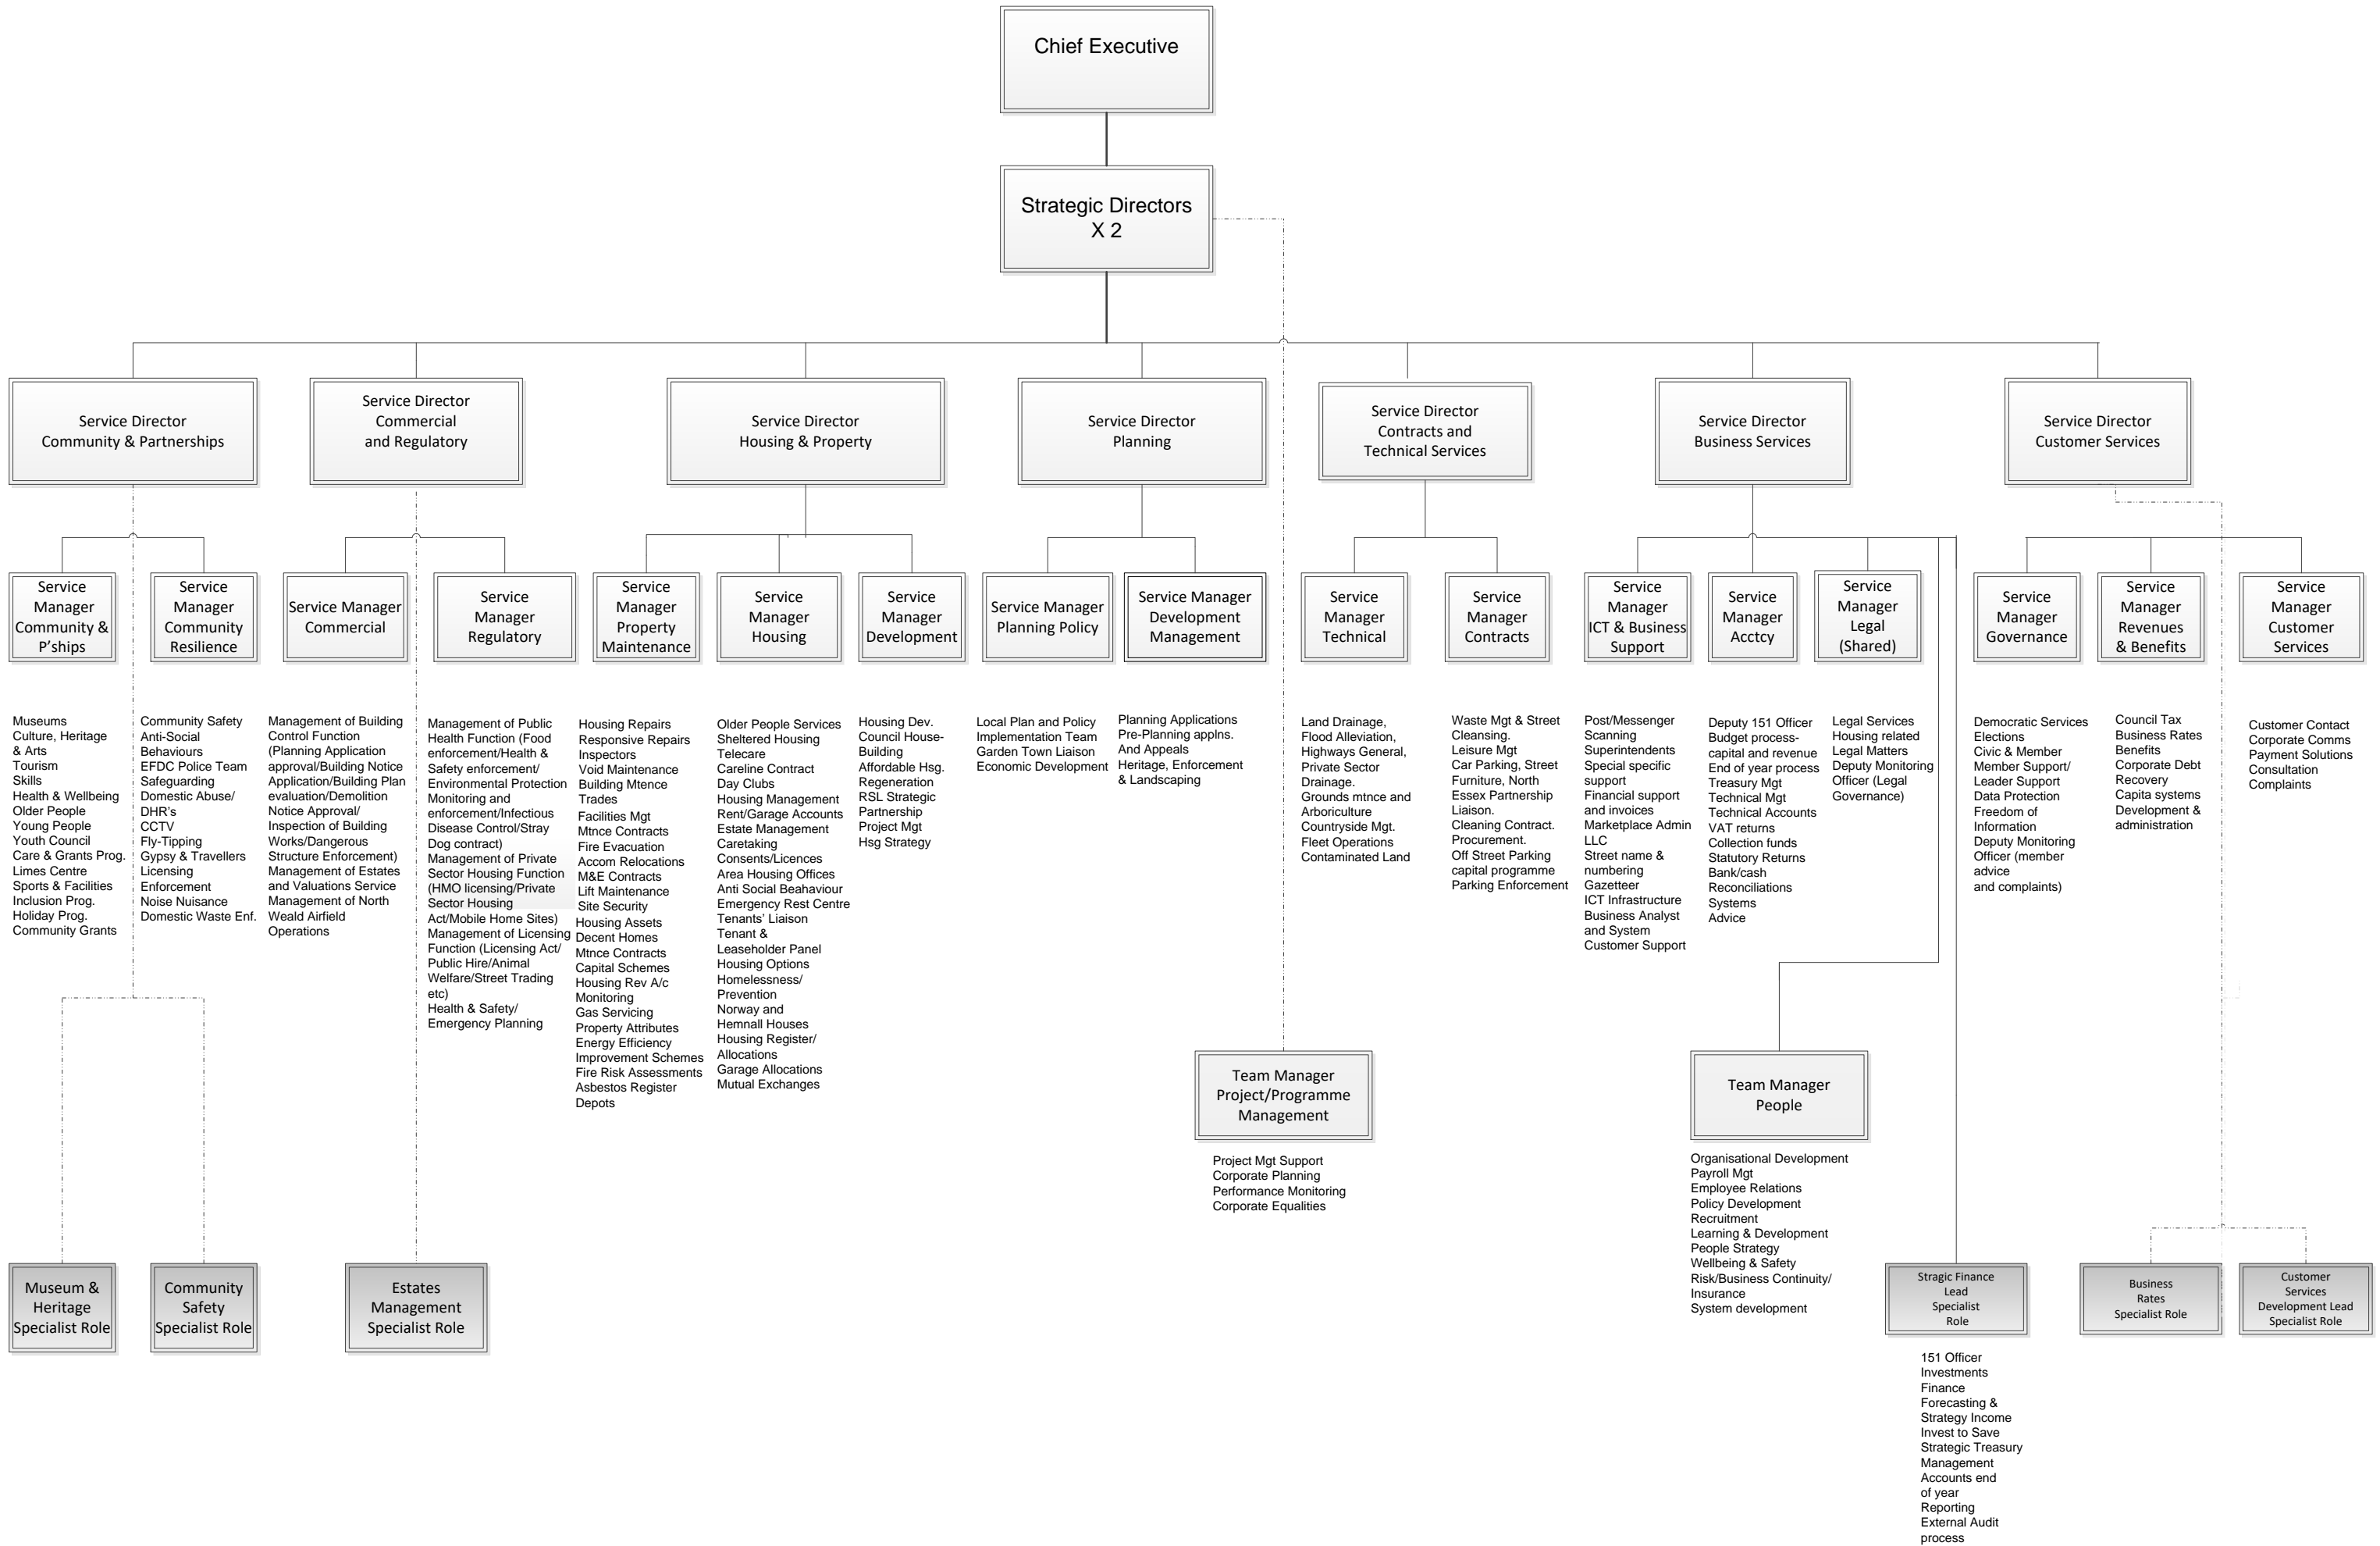 Chief Executive
Strategic Directors
X 2
Service Director
Community & Partnerships
Service Director
Commercial
and Regulatory
Service Director
Housing & Property
Service Director
Planning
Service Director
Contracts and
Technical Services
Service Director
Business Services
Service Director
Customer Services
Service
Manager
Community &
P'ships
Service
Manager
Community
Resilience
Service Manager
Commercial
Service
Manager
Regulatory
Service
Manager
Property
Maintenance
Service
Manager
Housing
Service
Manager
Development
Service Manager
Planning Policy
Service Manager
Development
Management
Service
Manager
Technical
Service
Manager
Contracts
Service
Manager
ICT & Business
Support
Service
Manager
Acctcy
Service
Manager
Legal
(Shared)
Service
Manager
Governance
Service
Manager
Revenues
& Benefits
Service
Manager
Customer
Services
Museums
Culture, Heritage
& Arts
Tourism
Skills
Health & Wellbeing
Older People
Young People
Youth Council
Care & Grants Prog.
Limes Centre
Sports & Facilities
Inclusion Prog.
Holiday Prog.
Community Grants
Community Safety
Anti-Social
Behaviours
EFDC Police Team
Safeguarding
Domestic Abuse/
DHR's
CCTV
Fly-Tipping
Gypsy & Travellers
Licensing
Enforcement
Noise Nuisance
Domestic Waste Enf.
Management of Building
Control Function
(Planning Application
approval/Building Notice
Application/Building Plan
evaluation/Demolition
Notice Approval/
Inspection of Building
Works/Dangerous
Structure Enforcement)
Management of Estates
and Valuations Service
Management of North
Weald Airfield
Operations
Management of Public
Health Function (Food
enforcement/Health &
Safety enforcement/
Environmental Protection
Monitoring and
enforcement/Infectious
Disease Control/Stray
Dog contract)
Management of Private
Sector Housing Function
(HMO licensing/Private
Sector Housing
Act/Mobile Home Sites)
Management of Licensing
Function (Licensing Act/
Public Hire/Animal
Welfare/Street Trading
etc)
Health & Safety/
Emergency Planning
Housing Repairs
Responsive Repairs
Inspectors
Void Maintenance
Building Mtence
Trades
Facilities Mgt
Mtnce Contracts
Fire Evacuation
Accom Relocations
M&E Contracts
Lift Maintenance
Site Security
Housing Assets
Decent Homes
Mtnce Contracts
Capital Schemes
Housing Rev A/c
Monitoring
Gas Servicing
Property Attributes
Energy Efficiency
Improvement Schemes
Fire Risk Assessments
Asbestos Register
Depots
Older People Services
Sheltered Housing
Telecare
Careline Contract
Day Clubs
Housing Management
Rent/Garage Accounts
Estate Management
Caretaking
Consents/Licences
Area Housing Offices
Anti Social Beahaviour
Emergency Rest Centre
Tenants' Liaison
Tenant &
Leaseholder Panel
Housing Options
Homelessness/
Prevention
Norway and
Hemnall Houses
Housing Register/
Allocations
Garage Allocations
Mutual Exchanges
Housing Dev.
Council House-
Building
Affordable Hsg.
Regeneration
RSL Strategic
Partnership
Project Mgt
Hsg Strategy
Local Plan and Policy
Implementation Team
Garden Town Liaison
Economic Development
Planning Applications
Pre-Planning applns.
And Appeals
Heritage, Enforcement
& Landscaping
Land Drainage,
Flood Alleviation,
Highways General,
Private Sector
Drainage.
Grounds mtnce and
Arboriculture
Countryside Mgt.
Fleet Operations
Contaminated Land
Waste Mgt & Street
Cleansing.
Leisure Mgt
Car Parking, Street
Furniture, North
Essex Partnership
Liaison.
Cleaning Contract.
Procurement.
Off Street Parking
capital programme
Parking Enforcement
Post/Messenger
Scanning
Superintendents
Special specific
support
Financial support
and invoices
Marketplace Admin
LLC
Street name &
numbering
Gazetteer
ICT Infrastructure
Business Analyst
and System
Customer Support
Deputy 151 Officer
Budget process-
capital and revenue
End of year process
Treasury Mgt
Technical Mgt
Technical Accounts
VAT returns
Collection funds
Statutory Returns
Bank/cash
Reconciliations
Systems
Advice
Legal Services
Housing related
Legal Matters
Deputy Monitoring
Officer (Legal
Governance)
Democratic Services
Elections
Civic & Member
Member Support/
Leader Support
Data Protection
Freedom of
Information
Deputy Monitoring
Officer (member
advice
and complaints)
Council Tax
Business Rates
Benefits
Corporate Debt
Recovery
Capita systems
Development &
administration
Customer Contact
Corporate Comms
Payment Solutions
Consultation
Complaints
Team Manager
Project/Programme
Management
Project Mgt Support
Corporate Planning
Performance Monitoring
Corporate Equalities
Team Manager
People
Organisational Development
Payroll Mgt
Employee Relations
Policy Development
Recruitment
Learning & Development
People Strategy
Wellbeing & Safety
Risk/Business Continuity/
Insurance
System development
Museum &
Heritage
Specialist Role
Community
Safety
Specialist Role
Estates
Management
Specialist Role
Stragic Finance
Lead
Specialist
Role
Business
Rates
Specialist Role
Customer
Services
Development Lead
Specialist Role
151 Officer
Investments
Finance
Forecasting &
Strategy Income
Invest to Save
Strategic Treasury
Management
Accounts end
of year
Reporting
External Audit
process